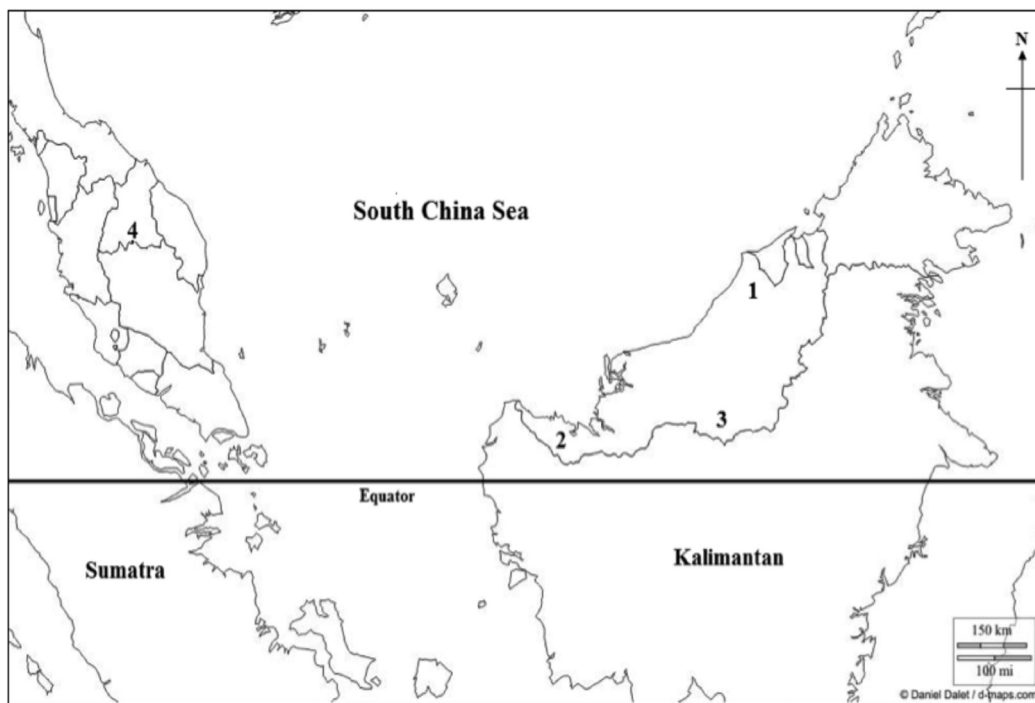 N
South China Sea
4
1
3
2
Equator
Sumatra
Kalimantan
150 km
100 mi
© Daniel Dalet / d-maps.com